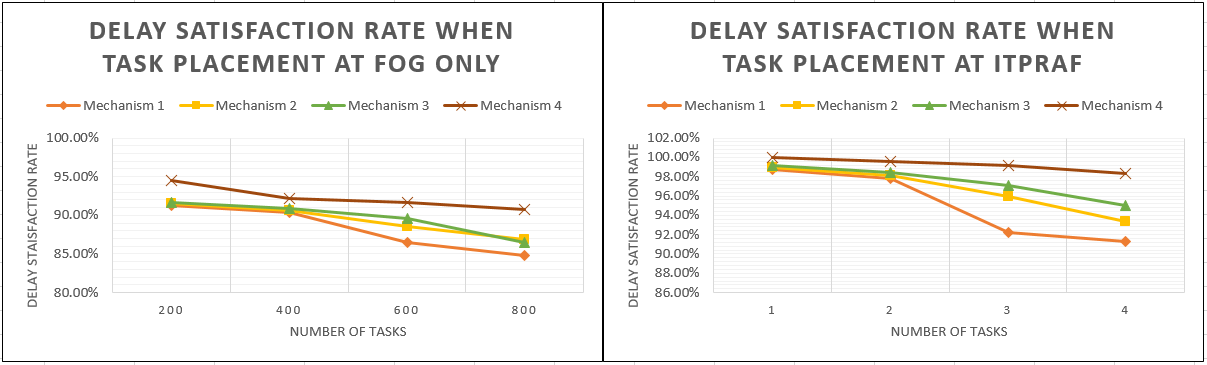 DELAY SATISFACTION RATE WHEN
TASK PLACEMENT AT FOG ONLY
Mechanism 1 Mechanism 2 Mechanism 3 Mechanism 4
DELAY STAISFACTION RATE
100.00%
95.00%
90.00%
85.00%
80.00%
200 400 600 800
NUMBER OF TASKS
DELAY SATISFACTION RATE WHEN
TASK PLACEMENT AT ITPRAF
Mechanism 1 Mechanism 2 Mechanism 3 Mechanism 4
DELAY SATISFACTION RATE
102.00%
100.00%
98.00%
96.00%
94.00%
92.00%
90.00%
88.00%
86.00%
1 2 3 4
NUMBER OF TASKS